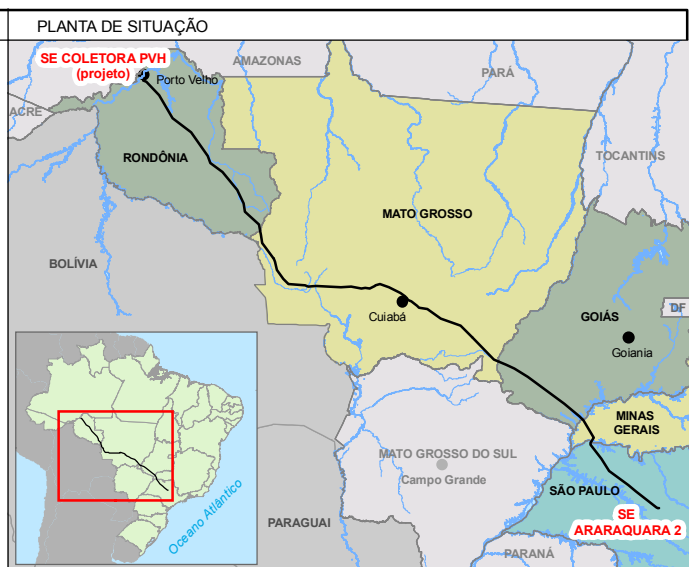 PLANTA DE SITUAÇÃO
SE COLETORA PVH
(projeto)
Porto Velho
AMAZONAS
PARÁ
ACRE
TOCANTINS
RONDÔNIA
MATO GROSSO
BOLÍVIA
Cuiabá
GOIÁS
DF
Goiania
MINAS
GERAIS
MATO GROSSO DO SUL
Campo Grande
SÃO PAULO
SE
ARARAQUARA 2
Oceano Atlântico
PARAGUAI
PARANÁ